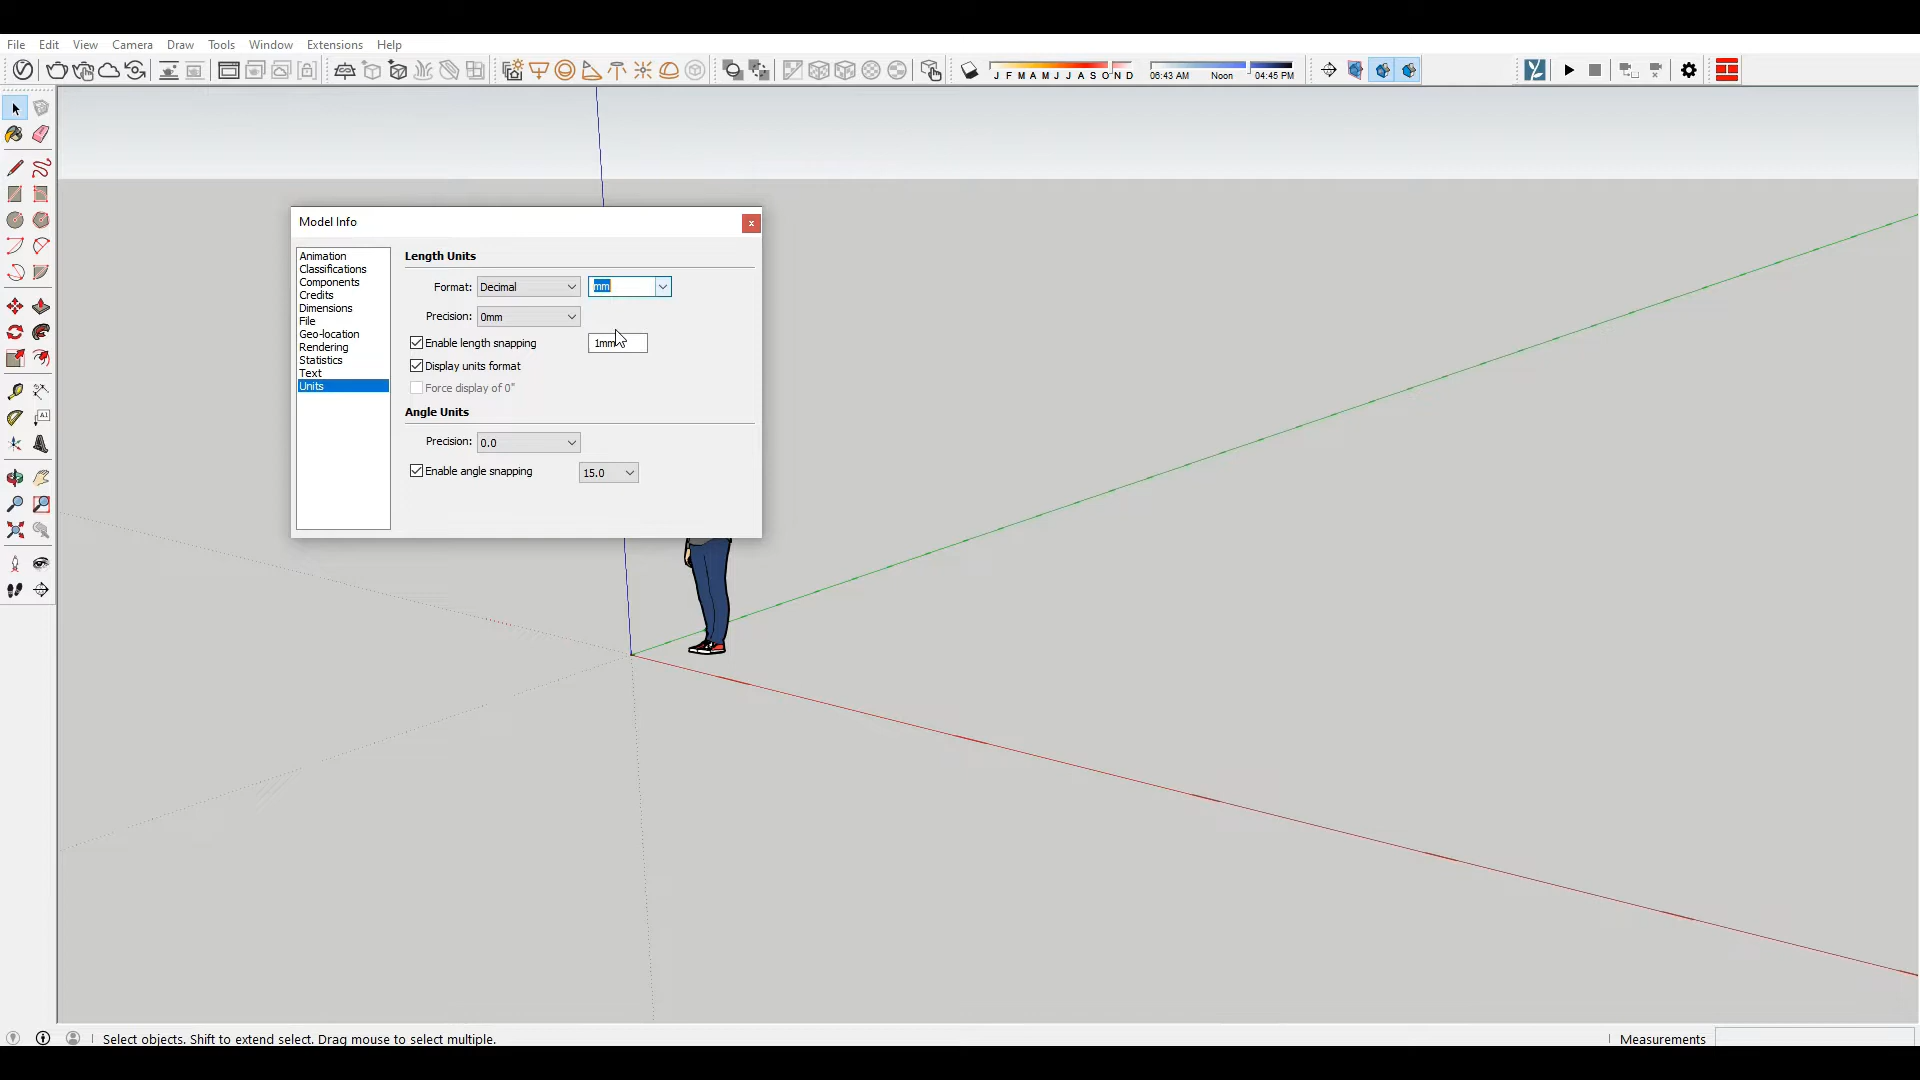 File Edit View Camera Draw Tools Window Extensions Help
J F M A M J J A S O N D 06:43 AM Noon 04:45 PM
Model Info
x
Animation
Classifications
Components
Credits
Dimensions
File
Geo-location
Rendering
Statistics
Text
Units
Length Units
Format: Decimal mm
Precision: 0mm
Enable length snapping 1mm
Display units format
Force display of 0"
Angle Units
Precision: 0.0
Enable angle snapping 15.0
A1
Select objects. Shift to extend select. Drag mouse to select multiple.
Measurements